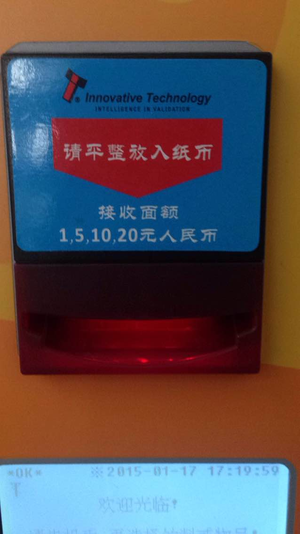 Innovative Technology
INTELLIGENCE IN VALIDATION
请平整放入纸币
接收面额
1,5,10,20元人民币
*OK* ※2015-01-17 17:19:59
欢迎光临!